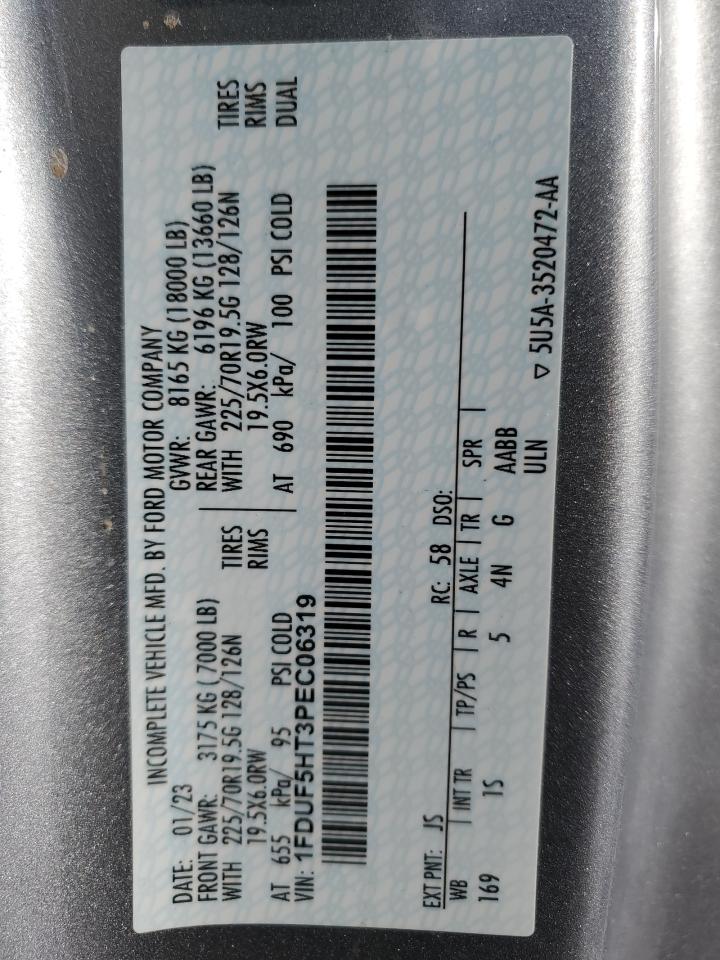 INCOMPLETE VEHICLE MFD. BY FORD MOTOR COMPANY
DATE: 01/23 GVWR: 8165 KG (18000 LB)
FRONT GAWR: 3175 KG ( 7000 LB) REAR GAWR: 6196 KG (13660 LB)
WITH 225/70R19.5G 128/126N TIRES WITH 225/70R19.5G 128/126N TIRES
19.5X6.0RW RIMS 19.5X6.0RW RIMS
AT 655 kPa/ 95 PSI COLD AT 690 kPa/ 100 PSI COLD DUAL
VIN: 1FDUF5HT3PEC06319
EXT PNT: JS RC: 58 DSO:
WB | INT TR | TP/PS | R | AXLE | TR | SPR |
169 1S 5 4N G AABB
ULN
▽ 5U5A-3520472-AA